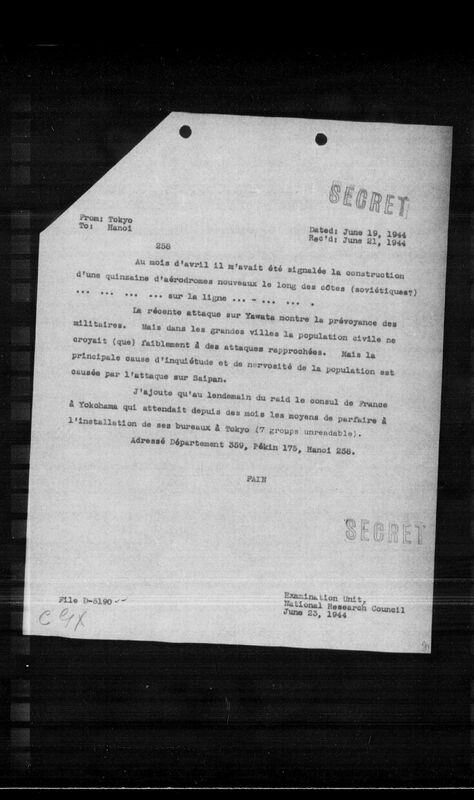 SECRET
From: Tokyo
To: Hanoi
Dated: June 19, 1944
Rec'd: June 21, 1944
258
Au mois d'avril il m'avait été signalée la construction
d'une quinzaine d'aérodromes nouveaux le long des côtes (soviétiques?)
... ... ... ... sur la ligne ... - ... ... .
La récente attaque sur Yawata montre la prévoyance des
militaires. Mais dans les grandes villes la population civile ne
croyait (que) faiblement à des attaques rapprochées. Mais la
principale cause d'inquiétude et de nervosité de la population est
causée par l'attaque sur Saipan.
J'ajoute qu'au lendemain du raid le consul de France
à Yokohama qui attendait depuis des mois les moyens de parfaire à
l'installation de ses bureaux à Tokyo (7 groups unreadable).
Adressé Département 359, Pékin 175, Hanoi 258.
FAIN
SECRET
File D-5190
Examination Unit,
National Research Council
June 23, 1944